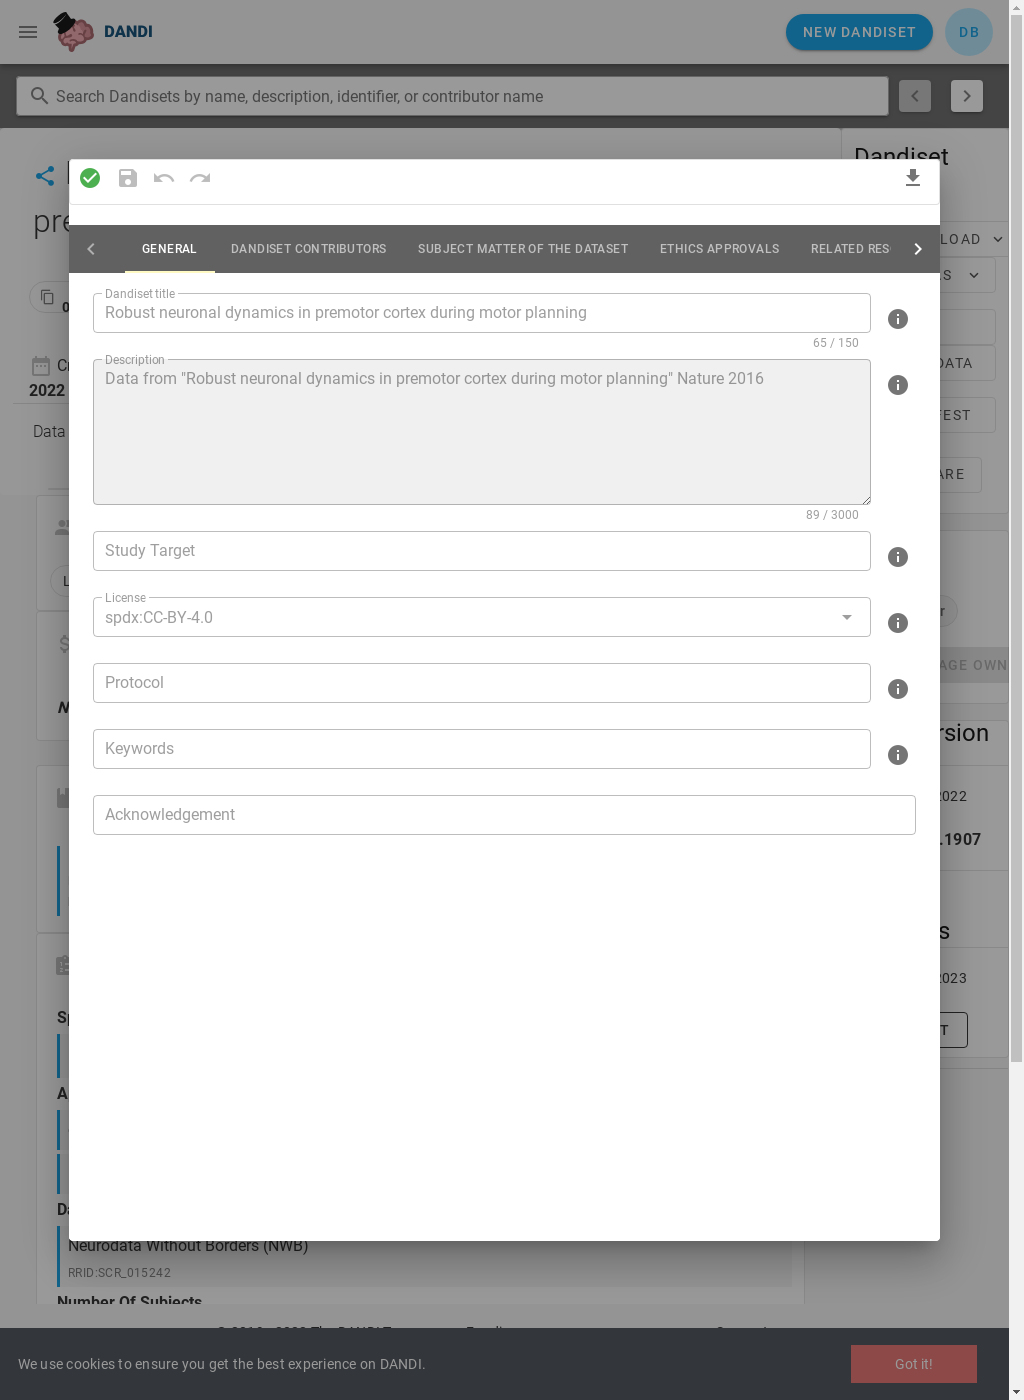 DANDI
NEW DANDISET
DB
Search Dandisets by name, description, identifier, or contributor name
Dandiset
pre
LOAD
GENERAL
DANDISET CONTRIBUTORS
SUBJECT MATTER OF THE DATASET
ETHICS APPROVALS
RELATED RES
Dandiset title
Robust neuronal dynamics in premotor cortex during motor planning
65 / 150
Description
Data from "Robust neuronal dynamics in premotor cortex during motor planning" Nature 2016
2022
DATA
Data
EST
ARE
89 / 3000
Study Target
License
spdx:CC-BY-4.0
Protocol
AGE OWN
Keywords
rsion
2022
Acknowledgement
.1907
s
2023
Sp
T
A
Da
Neurodata Without Borders (NWB)
RRID:SCR_015242
Number Of Subjects
We use cookies to ensure you get the best experience on DANDI.
Got it!